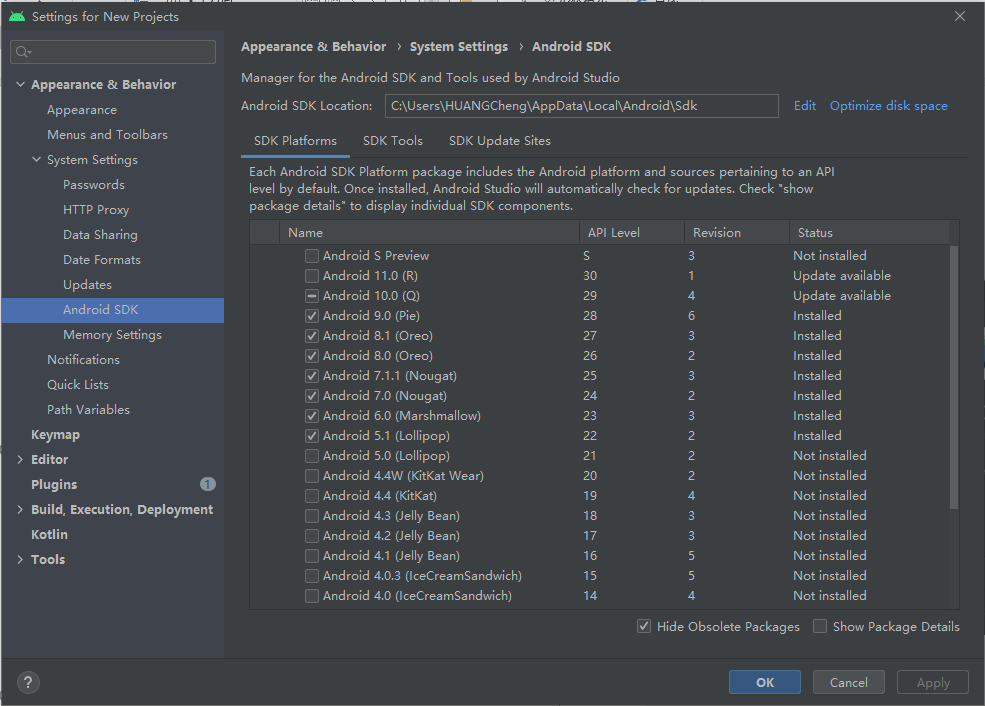 Settings for New Projects
Appearance & Behavior › System Settings › Android SDK
Manager for the Android SDK and Tools used by Android Studio
Android SDK Location: C:\Users\HUANGCheng\AppData\Local\Android\Sdk Edit Optimize disk space
Appearance & Behavior
Appearance
Menus and Toolbars
System Settings
Passwords
HTTP Proxy
Data Sharing
Date Formats
Updates
Android SDK
Memory Settings
Notifications
Quick Lists
Path Variables
Keymap
Editor
Plugins 1
Build, Execution, Deployment
Kotlin
Tools
SDK Platforms SDK Tools SDK Update Sites
Each Android SDK Platform package includes the Android platform and sources pertaining to an API
level by default. Once installed, Android Studio will automatically check for updates. Check "show
package details" to display individual SDK components.
Name API Level Revision Status
Android S Preview S 3 Not installed
Android 11.0 (R) 30 1 Update available
Android 10.0 (Q) 29 4 Update available
Android 9.0 (Pie) 28 6 Installed
Android 8.1 (Oreo) 27 3 Installed
Android 8.0 (Oreo) 26 2 Installed
Android 7.1.1 (Nougat) 25 3 Installed
Android 7.0 (Nougat) 24 2 Installed
Android 6.0 (Marshmallow) 23 3 Installed
Android 5.1 (Lollipop) 22 2 Installed
Android 5.0 (Lollipop) 21 2 Not installed
Android 4.4W (KitKat Wear) 20 2 Not installed
Android 4.4 (KitKat) 19 4 Not installed
Android 4.3 (Jelly Bean) 18 3 Not installed
Android 4.2 (Jelly Bean) 17 3 Not installed
Android 4.1 (Jelly Bean) 16 5 Not installed
Android 4.0.3 (IceCreamSandwich) 15 5 Not installed
Android 4.0 (IceCreamSandwich) 14 4 Not installed
Hide Obsolete Packages Show Package Details
? OK Cancel Apply